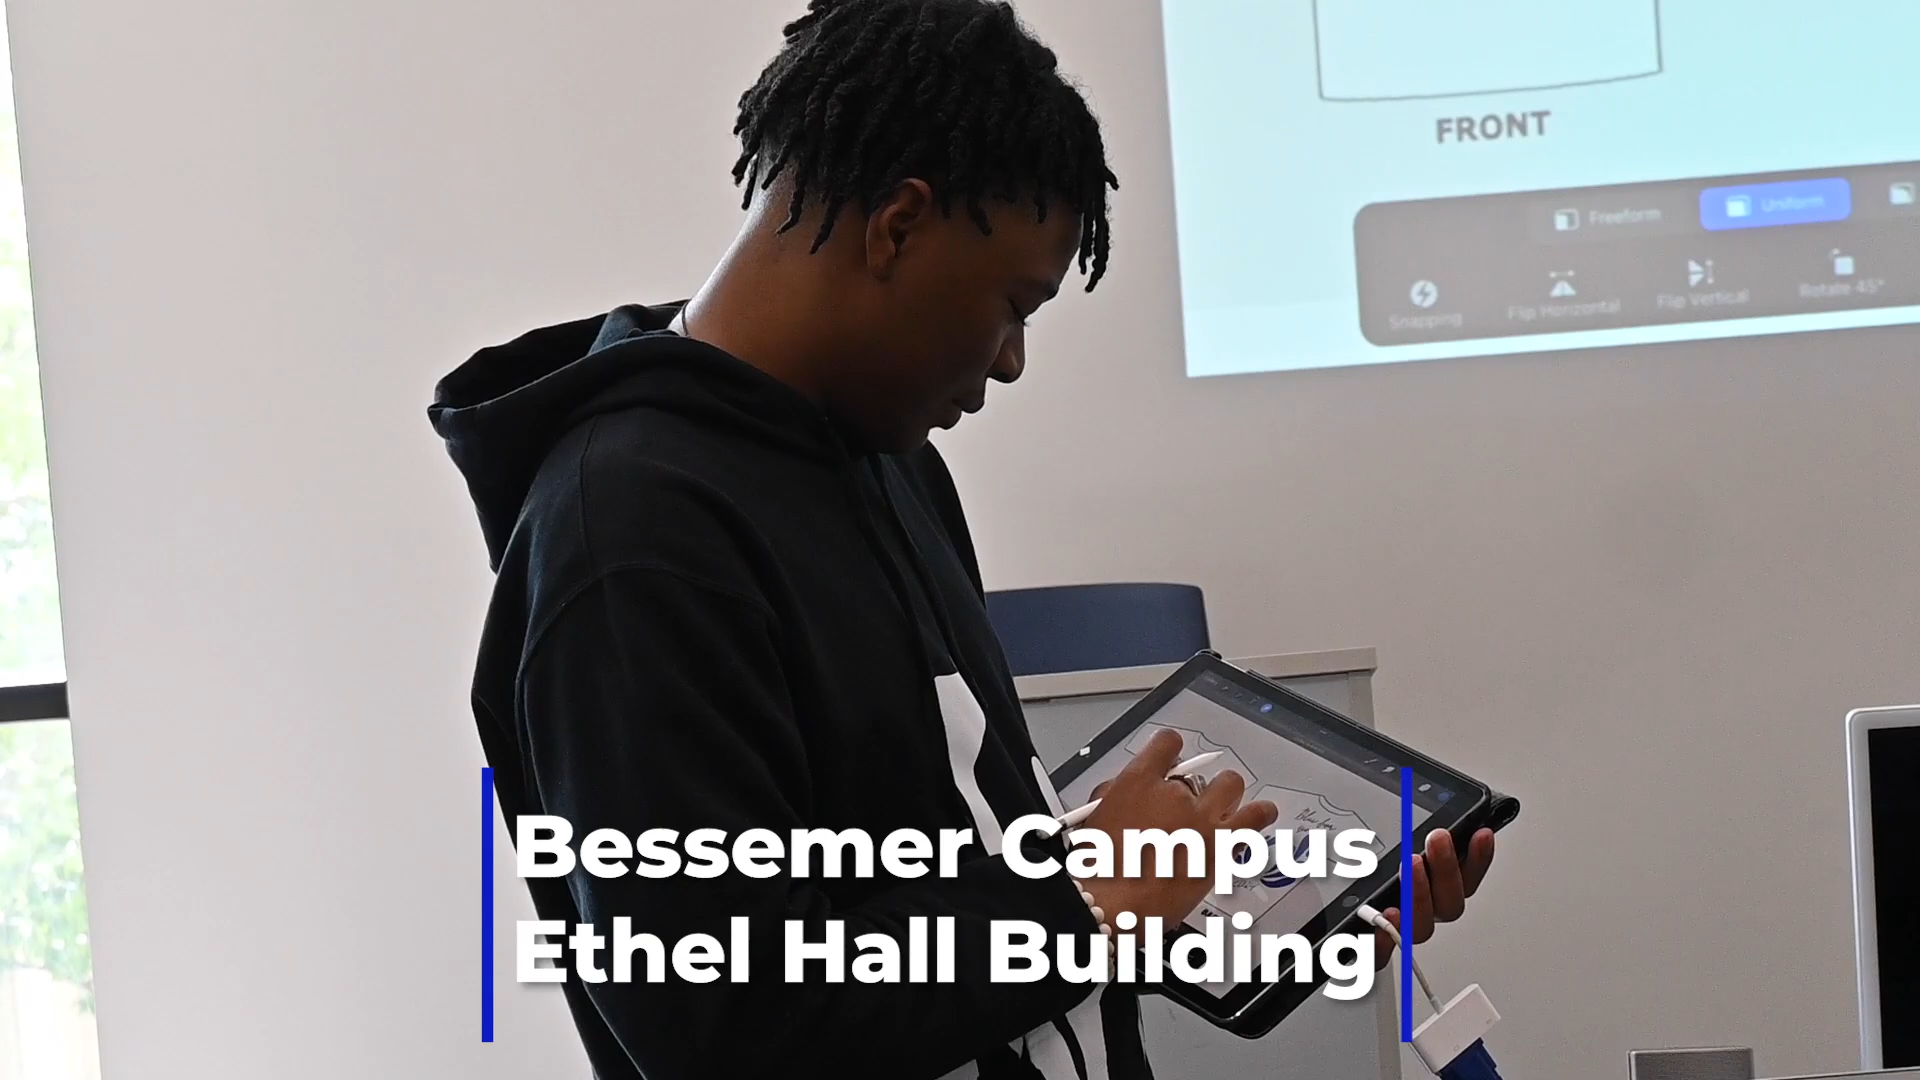 FRONT
Freeform
Uniform
Snapping
Flip Horizontal
Flip Vertical
Rotate 45°
Bessemer Campus
Ethel Hall Building